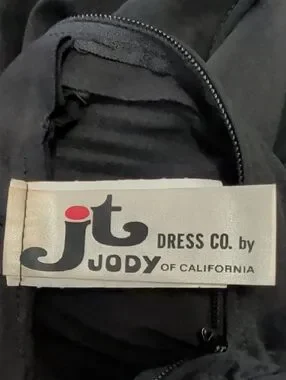 jt
DRESS CO. by
JODY OF CALIFORNIA